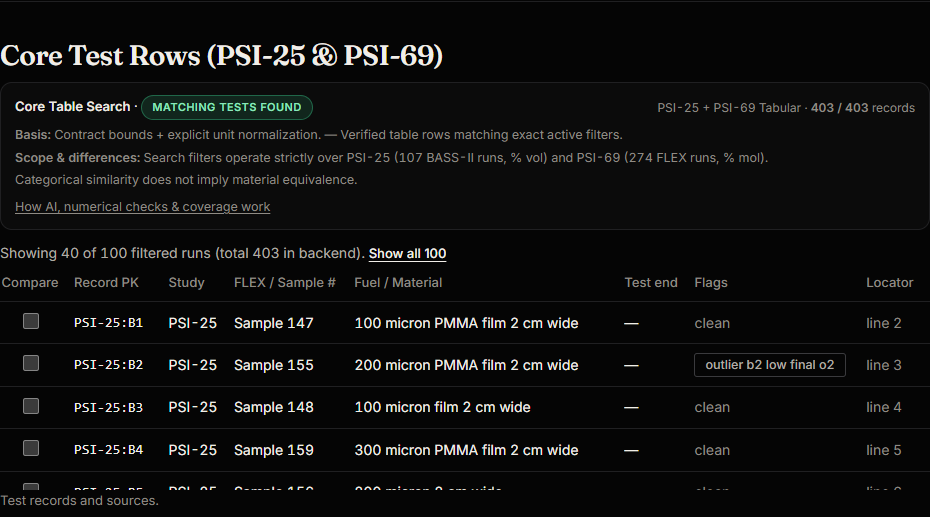 Core Test Rows (PSI-25 & PSI-69)
Core Table Search · MATCHING TESTS FOUND PSI-25 + PSI-69 Tabular · 403 / 403 records
Basis: Contract bounds + explicit unit normalization. — Verified table rows matching exact active filters.
Scope & differences: Search filters operate strictly over PSI-25 (107 BASS-II runs, % vol) and PSI-69 (274 FLEX runs, % mol).
Categorical similarity does not imply material equivalence.
How AI, numerical checks & coverage work
Showing 40 of 100 filtered runs (total 403 in backend). Show all 100
Compare Record PK Study FLEX / Sample # Fuel / Material Test end Flags Locator
PSI-25:B1 PSI-25 Sample 147 100 micron PMMA film 2 cm wide — clean line 2
PSI-25:B2 PSI-25 Sample 155 200 micron PMMA film 2 cm wide — outlier b2 low final o2 line 3
PSI-25:B3 PSI-25 Sample 148 100 micron film 2 cm wide — clean line 4
PSI-25:B4 PSI-25 Sample 159 300 micron PMMA film 2 cm wide — clean line 5
Test records and sources.